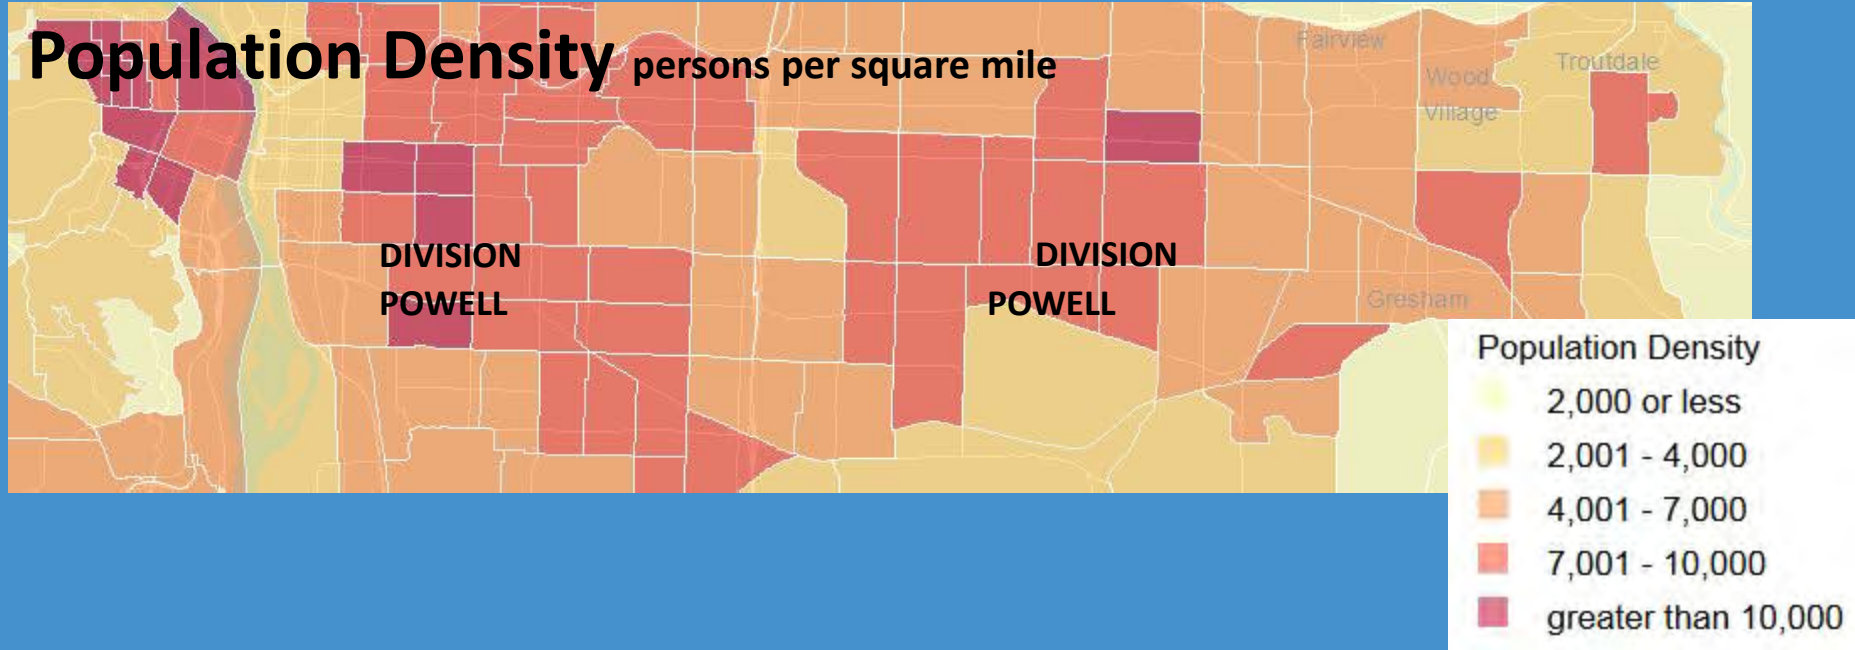 Population Density persons per square mile
Fairview
Troutdale
Wood
Village
DIVISION
POWELL
DIVISION
POWELL
Gresham
Population Density
2,000 or less
2,001 - 4,000
4,001 - 7,000
7,001 - 10,000
greater than 10,000